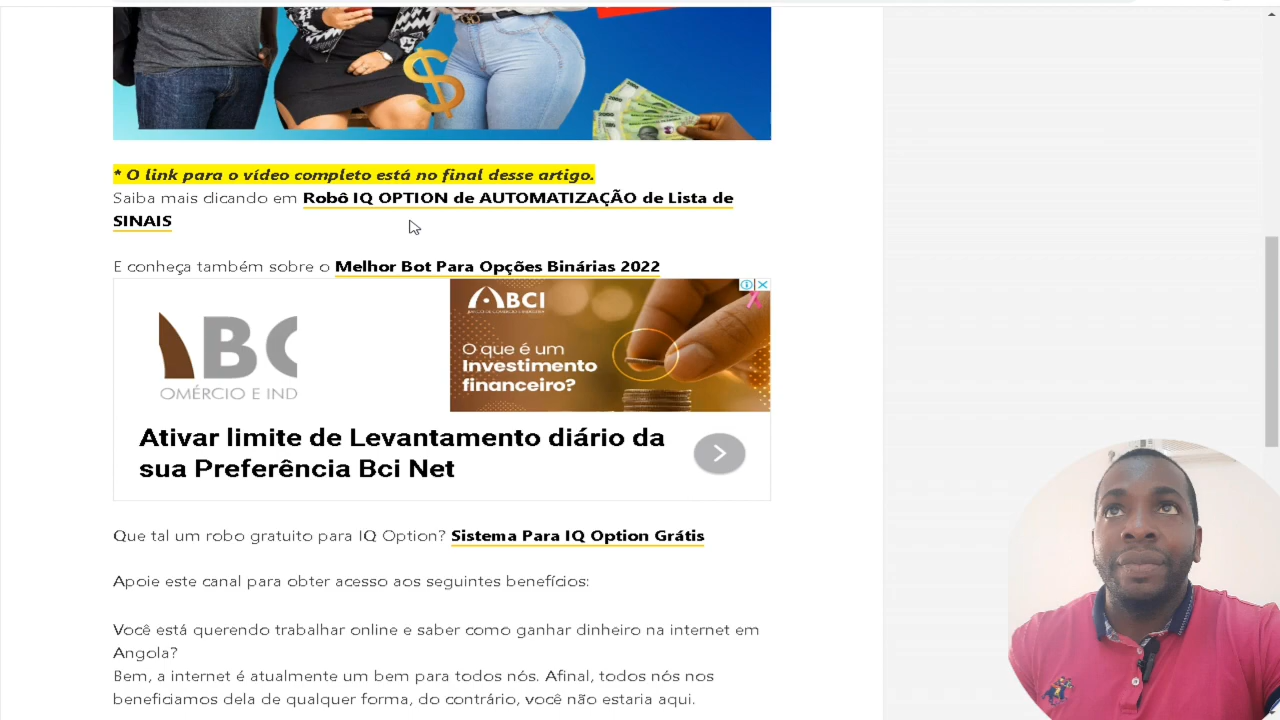 * O link para o vídeo completo está no final desse artigo.
Saiba mais clicando em Robô IQ OPTION de AUTOMATIZAÇÃO de Lista de
SINAIS
E conheça também sobre o Melhor Bot Para Opções Binárias 2022
BC
OMÉRCIO E IND
BCI
O que é um
Investimento
financeiro?
Ativar limite de Levantamento diário da
sua Preferência Bci Net
Que tal um robo gratuito para IQ Option? Sistema Para IQ Option Grátis
Apoie este canal para obter acesso aos seguintes benefícios:
Você está querendo trabalhar online e saber como ganhar dinheiro na internet em
Angola?
Bem, a internet é atualmente um bem para todos nós. Afinal, todos nós nos
beneficiamos dela de qualquer forma, do contrário, você não estaria aqui.